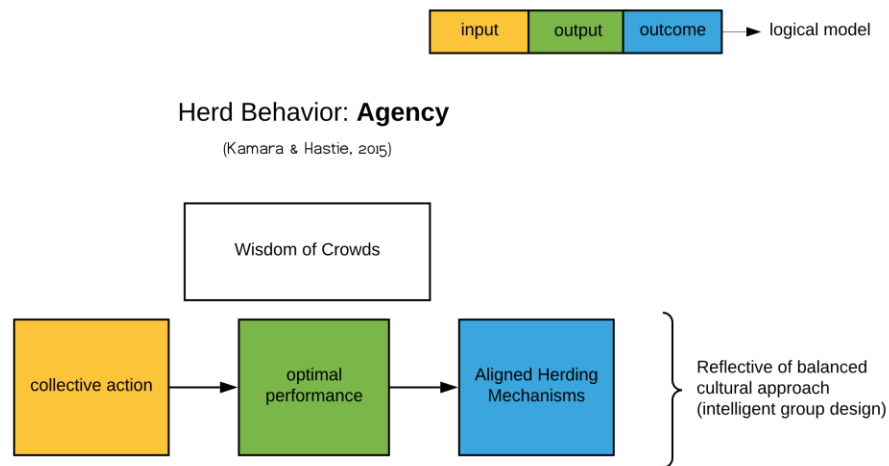 input output outcome logical model
Herd Behavior: Agency
(Kamara & Hastie, 2015)
Wisdom of Crowds
collective action
optimal
performance
Aligned Herding
Mechanisms
Reflective of balanced
cultural approach
(intelligent group design)